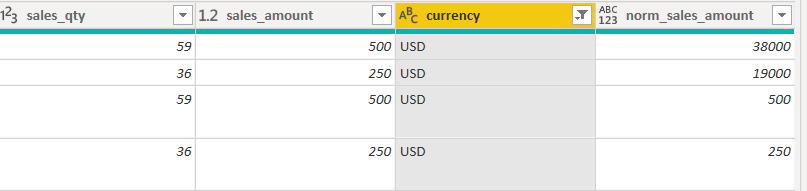 1²3 sales_qty 1.2 sales_amount ABC currency ABC 123 norm_sales_amount
59 500 USD 38000
36 250 USD 19000
59 500 USD 500
36 250 USD 250